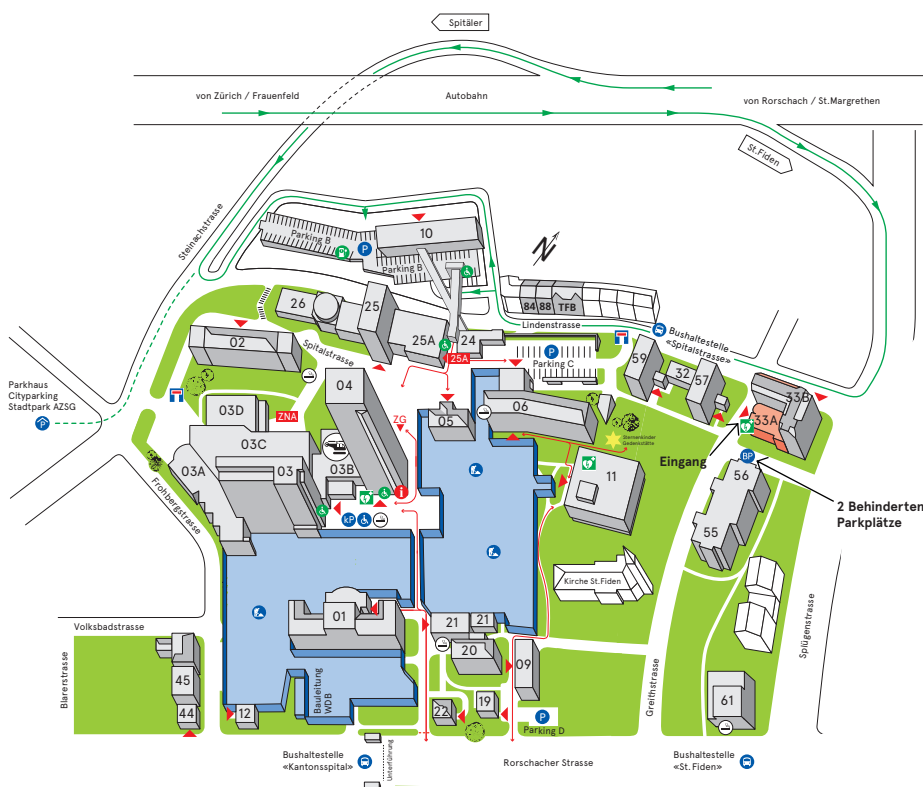 Spitäler
von Zürich / Frauenfeld
Autobahn
von Rorschach / St.Margrethen
St.Fiden
Steinachstrasse
Parking B
P
10
Parking B
N
84 88 TFB
Lindenstrasse
Bushaltestelle
«Spitalstrasse»
26
25
25A
24
25A
02
Spitalstrasse
P
Parking C
59
32
57
33B
33A
Eingang
Parkhaus
Cityparking
Stadtpark AZSG
P
04
03D
ZNA
ZG
05
06
Sternenkinder
Gedenkstätte
03C
03A
03
03B
i
kP
11
BP
56
55
2 Behinderten
Parkplätze
Frohbergstrasse
Kirche St.Fiden
01
21
21
20
09
Volksbadstrasse
Blarerstrasse
45
44
12
Bauleitung
WDB
22
19
P
Parking D
Greithstrasse
Splügenstrasse
61
Bushaltestelle
«Kantonsspital»
Unterführung
Rorschacher Strasse
Bushaltestelle
«St.Fiden»